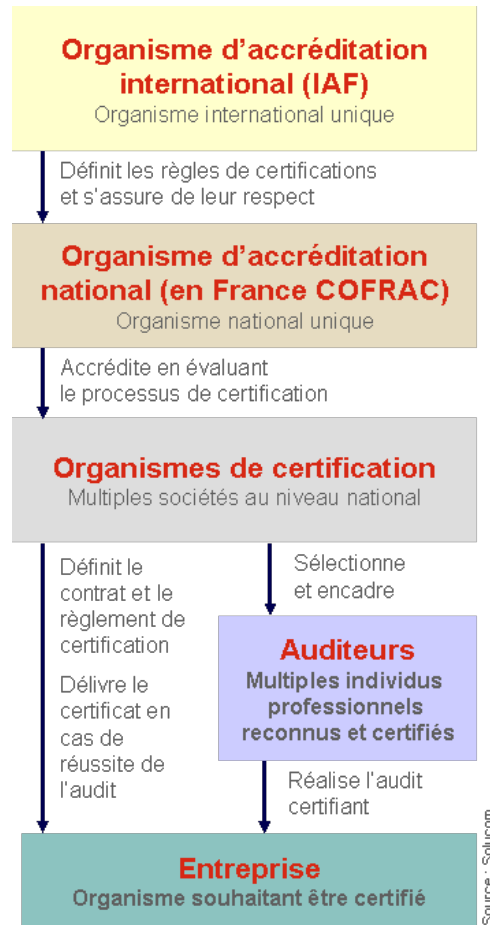 Organisme d'accréditation
international (IAF)
Organisme international unique
Définit les règles de certifications
et s'assure de leur respect
Organisme d'accréditation
national (en France COFRAC)
Organisme national unique
Accrédite en évaluant
le processus de certification
Organismes de certification
Multiples sociétés au niveau national
Définit le
contrat et le
règlement de
certification
Délivre le
certificat en
cas de
réussite de
l'audit
Sélectionne
et encadre
Auditeurs
Multiples individus
professionnels
reconnus et certifiés
Réalise l'audit
certifiant
Entreprise
Organisme souhaitant être certifié
Source : Solucom